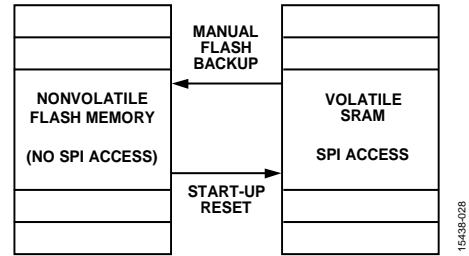 MANUAL
FLASH
BACKUP
NONVOLATILE
FLASH MEMORY
(NO SPI ACCESS)
VOLATILE
SRAM
SPI ACCESS
START-UP
RESET
15438-028